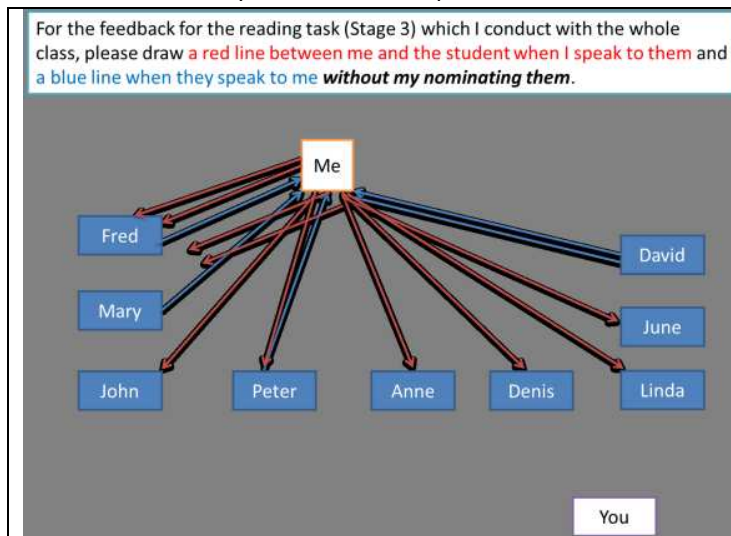 For the feedback for the reading task (Stage 3) which I conduct with the whole
class, please draw a red line between me and the student when I speak to them and
a blue line when they speak to me without my nominating them.
Me
Fred
David
Mary
June
John
Peter
Anne
Denis
Linda
You